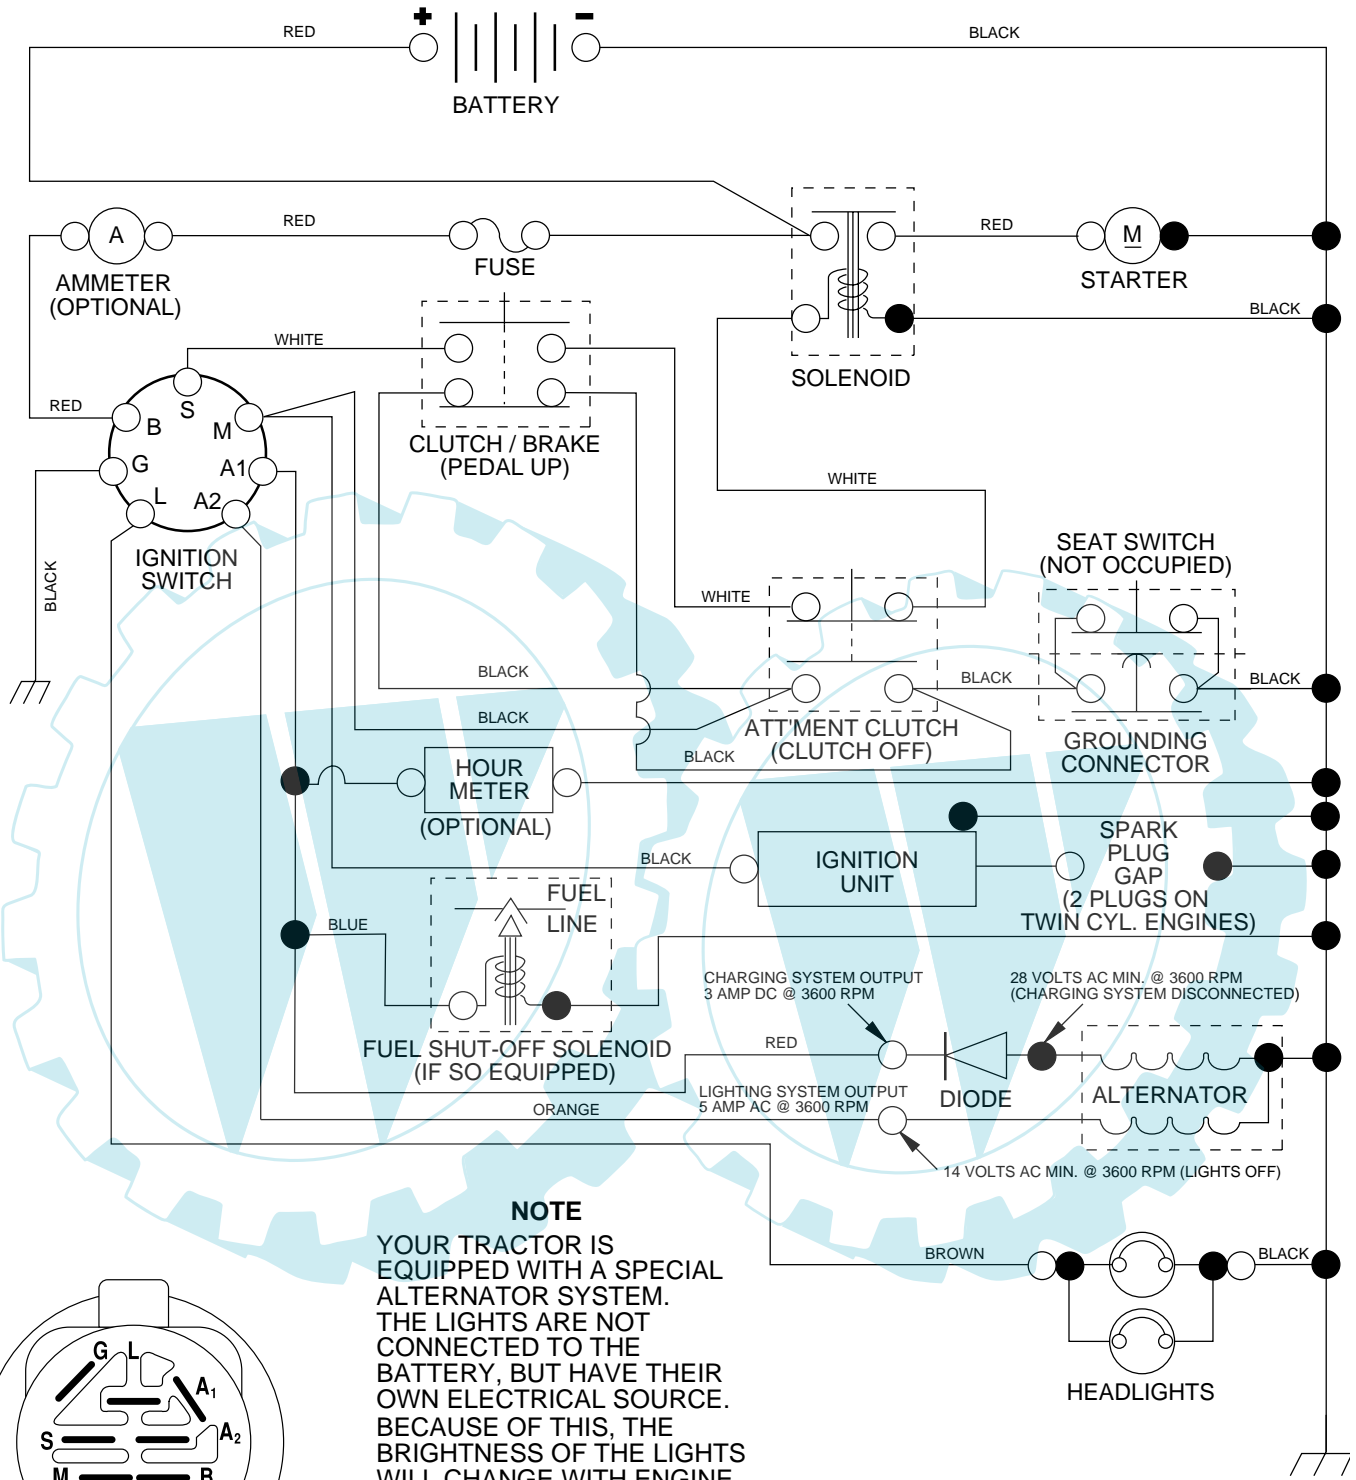 +
−
RED
BATTERY
BLACK
A
AMMETER
(OPTIONAL)
RED
FUSE
SOLENOID
RED
M
STARTER
BLACK
WHITE
CLUTCH / BRAKE
(PEDAL UP)
RED
S
B
M
G
A1
L
A2
IGNITION
SWITCH
BLACK
WHITE
WHITE
SEAT SWITCH
(NOT OCCUPIED)
BLACK
BLACK
BLACK
BLACK
ATT'MENT CLUTCH
(CLUTCH OFF)
BLACK
GROUNDING
CONNECTOR
HOUR
METER
(OPTIONAL)
BLACK
IGNITION
UNIT
SPARK
PLUG
GAP
(2 PLUGS ON
TWIN CYL. ENGINES)
BLUE
FUEL
LINE
FUEL SHUT-OFF SOLENOID
(IF SO EQUIPPED)
CHARGING SYSTEM OUTPUT
3 AMP DC @ 3600 RPM
28 VOLTS AC MIN. @ 3600 RPM
(CHARGING SYSTEM DISCONNECTED)
RED
DIODE
ALTERNATOR
LIGHTING SYSTEM OUTPUT
5 AMP AC @ 3600 RPM
ORANGE
14 VOLTS AC MIN. @ 3600 RPM (LIGHTS OFF)
BROWN
BLACK
HEADLIGHTS
NOTE
YOUR TRACTOR IS
EQUIPPED WITH A SPECIAL
ALTERNATOR SYSTEM.
THE LIGHTS ARE NOT
CONNECTED TO THE
BATTERY, BUT HAVE THEIR
OWN ELECTRICAL SOURCE.
BECAUSE OF THIS, THE
BRIGHTNESS OF THE LIGHTS
WILL CHANGE WITH ENGINE
G
L
A1
A2
S
M
B